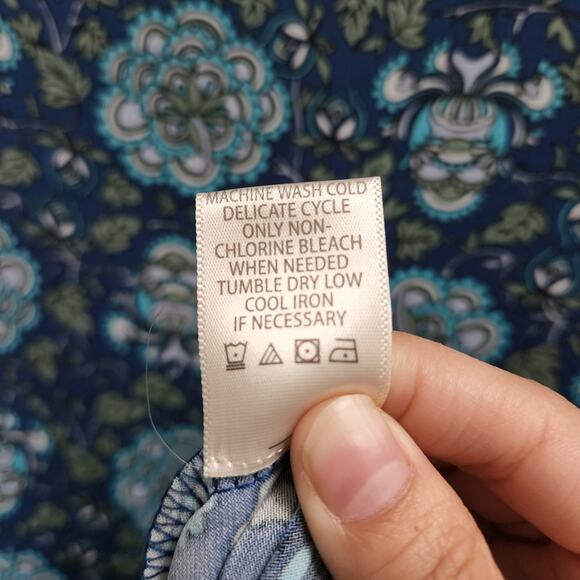 MACHINE WASH COLD
DELICATE CYCLE
ONLY NON-
CHLORINE BLEACH
WHEN NEEDED
TUMBLE DRY LOW
COOL IRON
IF NECESSARY